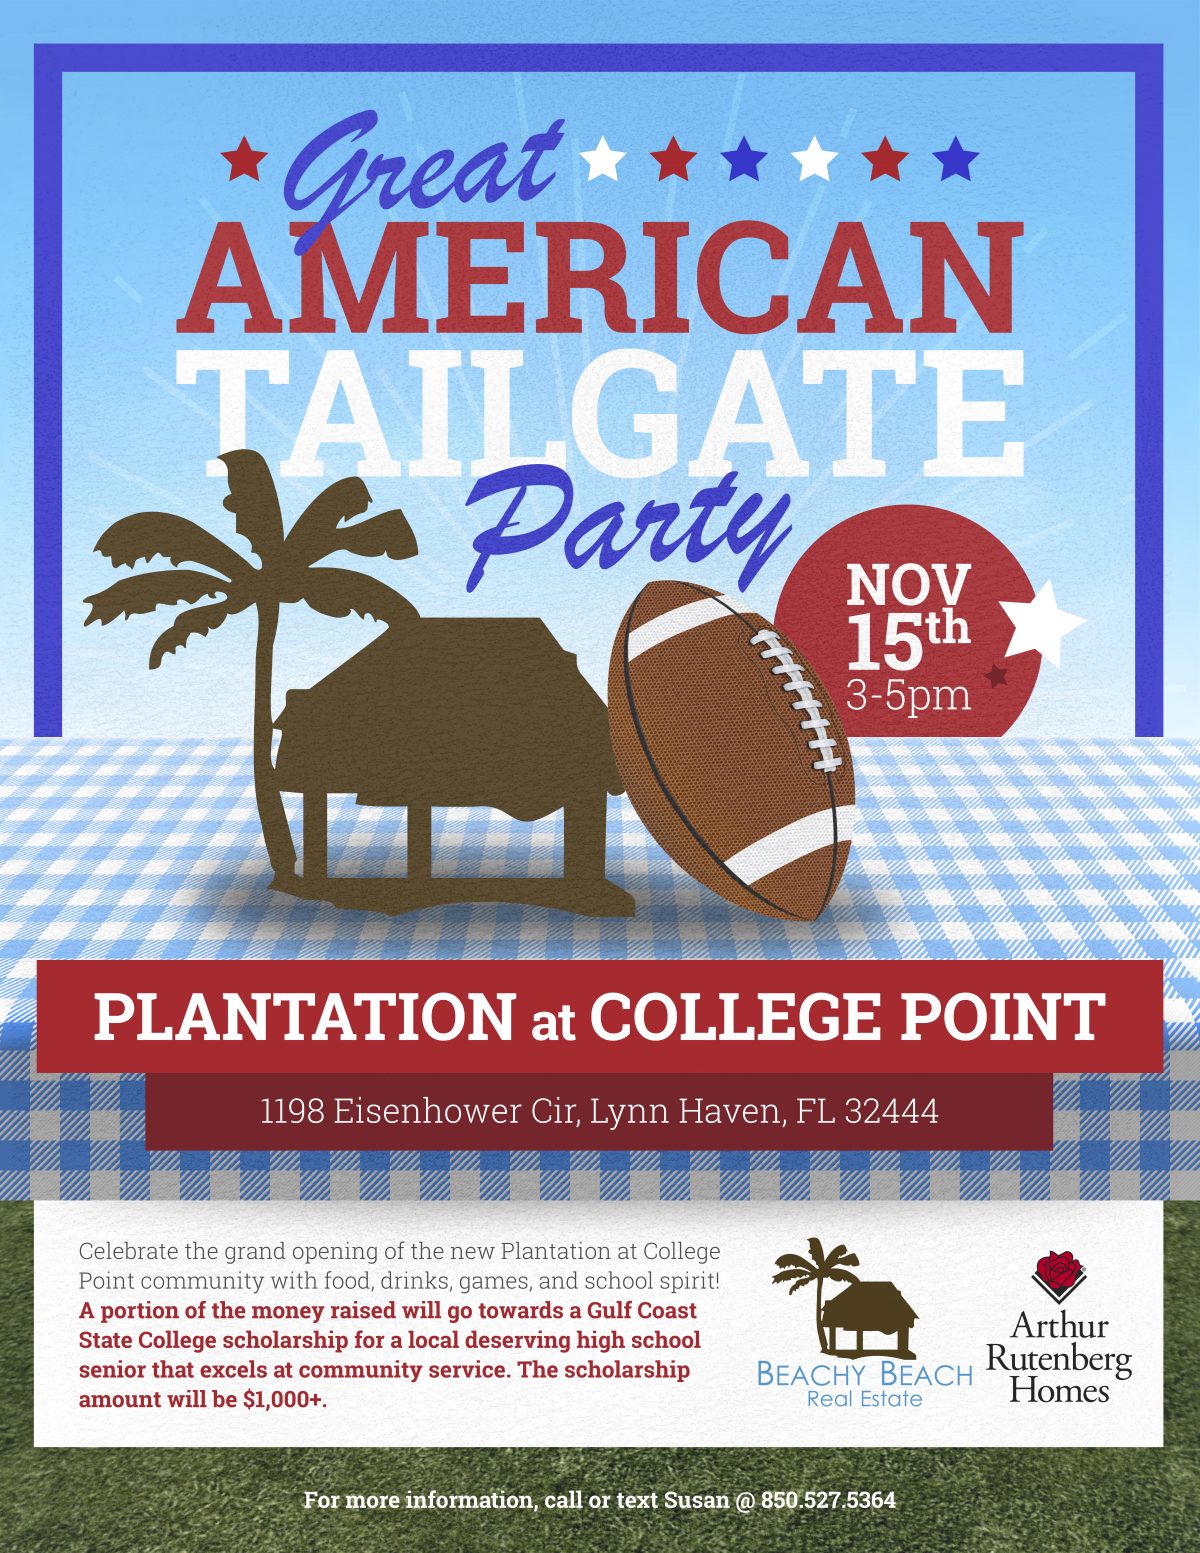 Great
AMERICAN
TAILGATE
Party
NOV
15th
3-5pm
PLANTATION at COLLEGE POINT
1198 Eisenhower Cir, Lynn Haven, FL 32444
Celebrate the grand opening of the new Plantation at College
Point community with food, drinks, games, and school spirit!
A portion of the money raised will go towards a Gulf Coast
State College scholarship for a local deserving high school
senior that excels at community service. The scholarship
amount will be $1,000+.
BEACHY BEACH
Real Estate
Arthur
Rutenberg
Homes
For more information, call or text Susan @ 850.527.5364